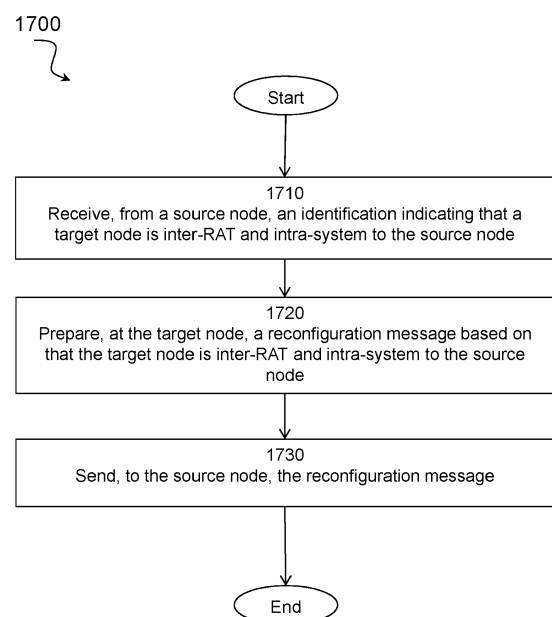 1700
Start
1710
Receive, from a source node, an identification indicating that a
target node is inter-RAT and intra-system to the source node
1720
Prepare, at the target node, a reconfiguration message based on
that the target node is inter-RAT and intra-system to the source
node
1730
Send, to the source node, the reconfiguration message
End